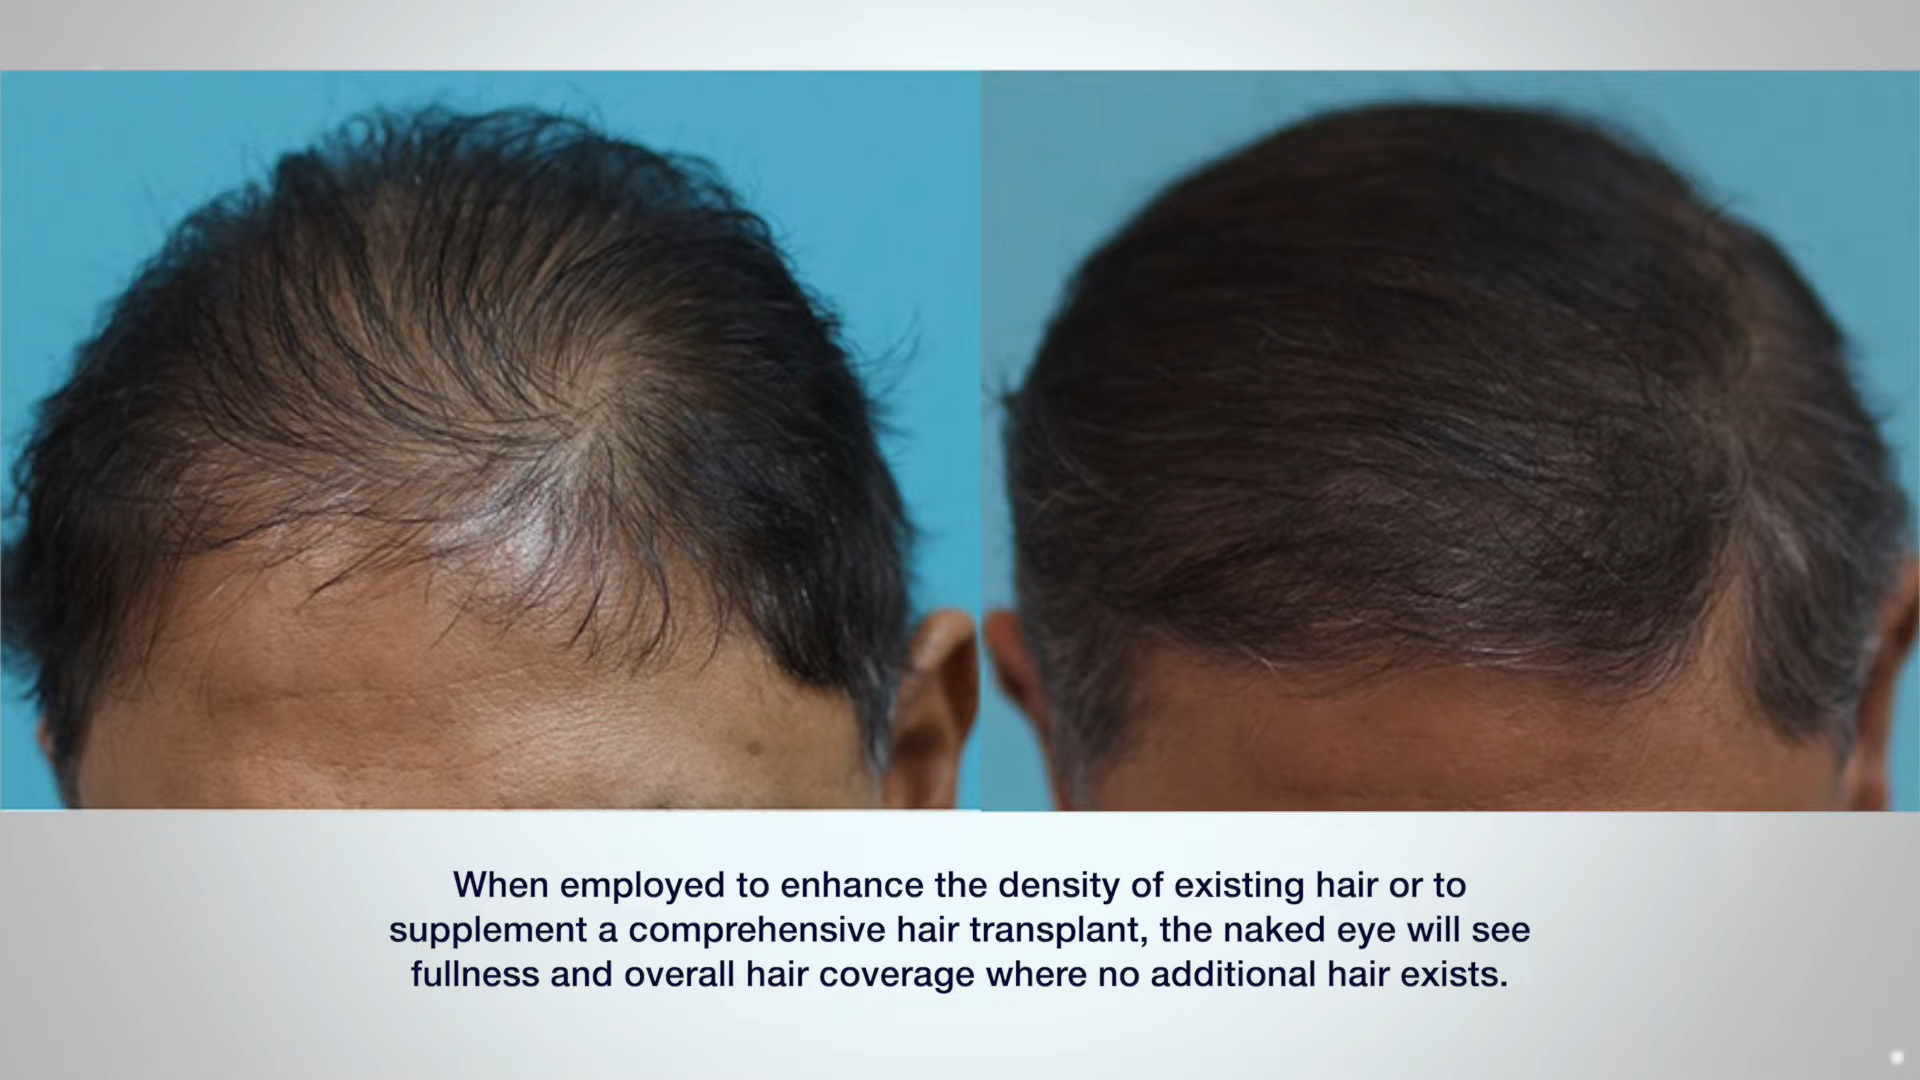 When employed to enhance the density of existing hair or to
supplement a comprehensive hair transplant, the naked eye will see
fullness and overall hair coverage where no additional hair exists.